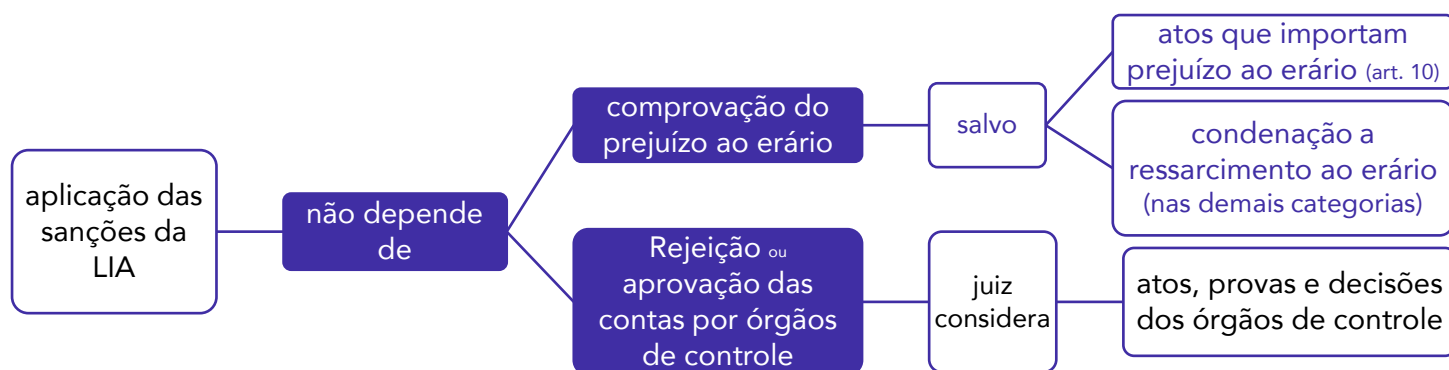 aplicação das
sanções da
LIA
não depende
de
comprovação do
prejuízo ao erário
salvo
atos que importam
prejuízo ao erário (art. 10)
condenação a
ressarcimento ao erário
(nas demais categorias)
Rejeição ou
aprovação das
contas por órgãos
de controle
juiz
considera
atos, provas e decisões
dos órgãos de controle